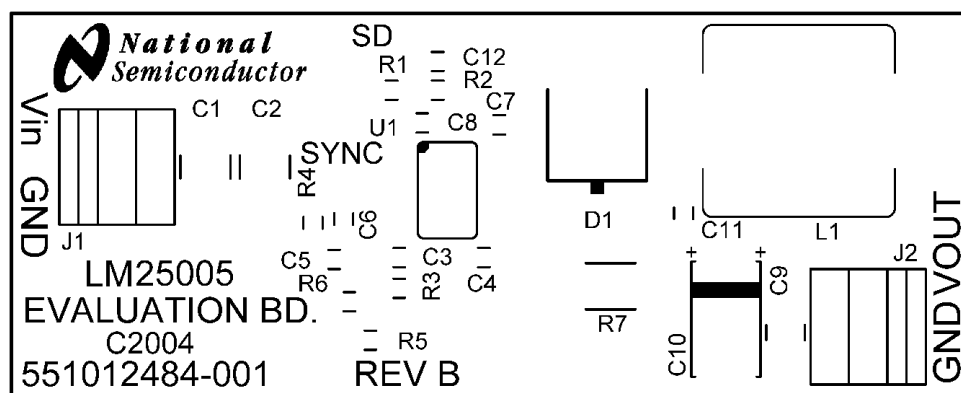 National
Semiconductor
SD
R1
C12
R2
C1
C2
C7
U1
C8
Vin
GND
SYNC
R4
C6
J1
C5
R6
C3
R3
C4
D1
C11
L1
J2
GND
VOUT
LM25005
EVALUATION BD.
C2004
551012484-001
R5
REV B
R7
C10
C9
+
+